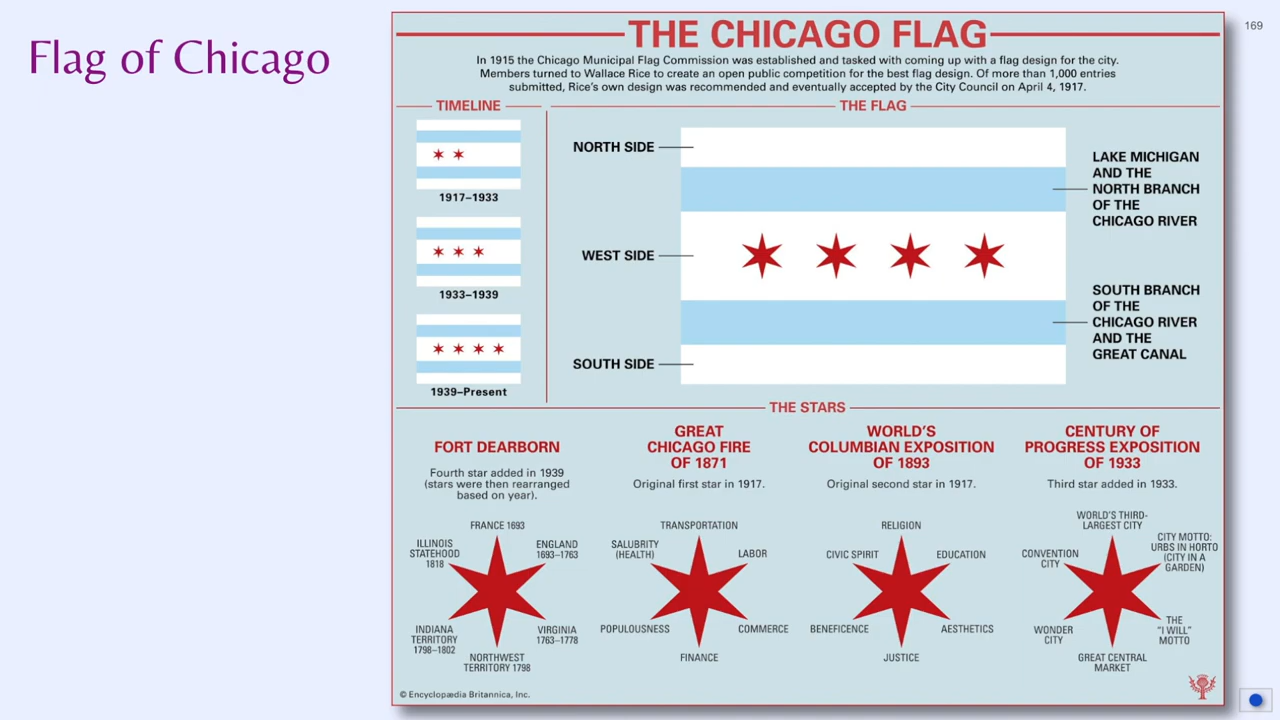 Flag of Chicago
169
THE CHICAGO FLAG
In 1915 the Chicago Municipal Flag Commission was established and tasked with coming up with a flag design for the city.
Members turned to Wallace Rice to create an open public competition for the best flag design. Of more than 1,000 entries
submitted, Rice's own design was recommended and eventually accepted by the City Council on April 4, 1917.
TIMELINE
1917–1933
1933–1939
1939–Present
THE FLAG
NORTH SIDE
WEST SIDE
SOUTH SIDE
LAKE MICHIGAN
AND THE
NORTH BRANCH
OF THE
CHICAGO RIVER
SOUTH BRANCH
OF THE
CHICAGO RIVER
AND THE
GREAT CANAL
THE STARS
FORT DEARBORN
Fourth star added in 1939
(stars were then rearranged
based on year).
FRANCE 1693
ENGLAND
1693–1763
VIRGINIA
1763–1778
NORTHWEST
TERRITORY 1798
INDIANA
TERRITORY
1798–1802
ILLINOIS
STATEHOOD
1818
GREAT
CHICAGO FIRE
OF 1871
Original first star in 1917.
TRANSPORTATION
LABOR
COMMERCE
FINANCE
POPULOUSNESS
SALUBRITY
(HEALTH)
WORLD'S
COLUMBIAN EXPOSITION
OF 1893
Original second star in 1917.
RELIGION
EDUCATION
AESTHETICS
JUSTICE
BENEFICENCE
CIVIC SPIRIT
CENTURY OF
PROGRESS EXPOSITION
OF 1933
Third star added in 1933.
WORLD'S THIRD-
LARGEST CITY
CITY MOTTO:
URBS IN HORTO
(CITY IN A
GARDEN)
THE
"I WILL"
MOTTO
GREAT CENTRAL
MARKET
WONDER
CITY
CONVENTION
CITY
© Encyclopædia Britannica, Inc.